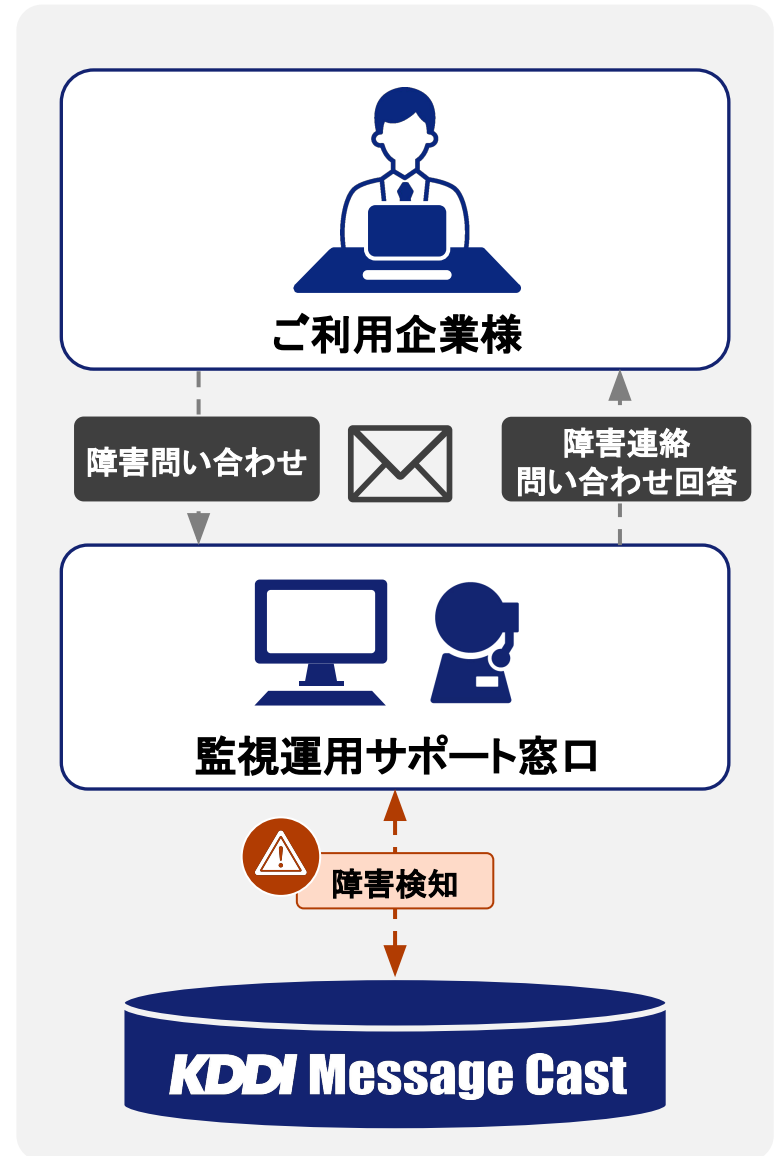 ご利用企業様
障害問い合わせ
障害連絡
問い合わせ回答
監視運用サポート窓口
障害検知
KDDI Message Cast